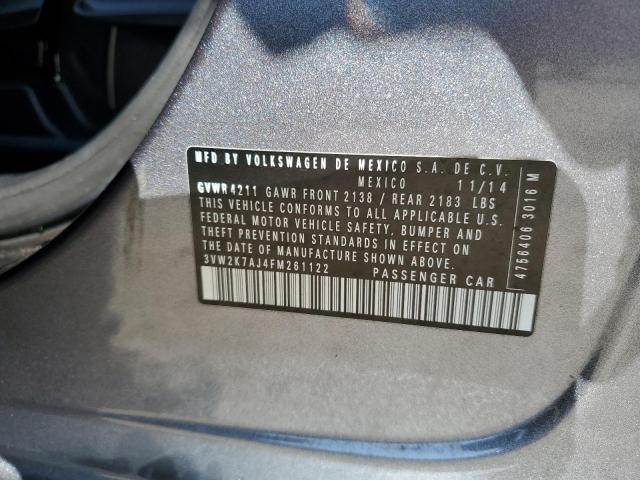 MFD BY VOLKSWAGEN DE MEXICO S.A. DE C.V.
MEXICO 11/14
GVWR 4211 GAWR FRONT 2138 / REAR 2183 LBS
THIS VEHICLE CONFORMS TO ALL APPLICABLE U.S.
FEDERAL MOTOR VEHICLE SAFETY, BUMPER AND
THEFT PREVENTION STANDARDS IN EFFECT ON
THE DATE OF MANUFACTURE SHOWN ABOVE.
3VW2K7AJ4FM261122 PASSENGER CAR
4756406 3016 M